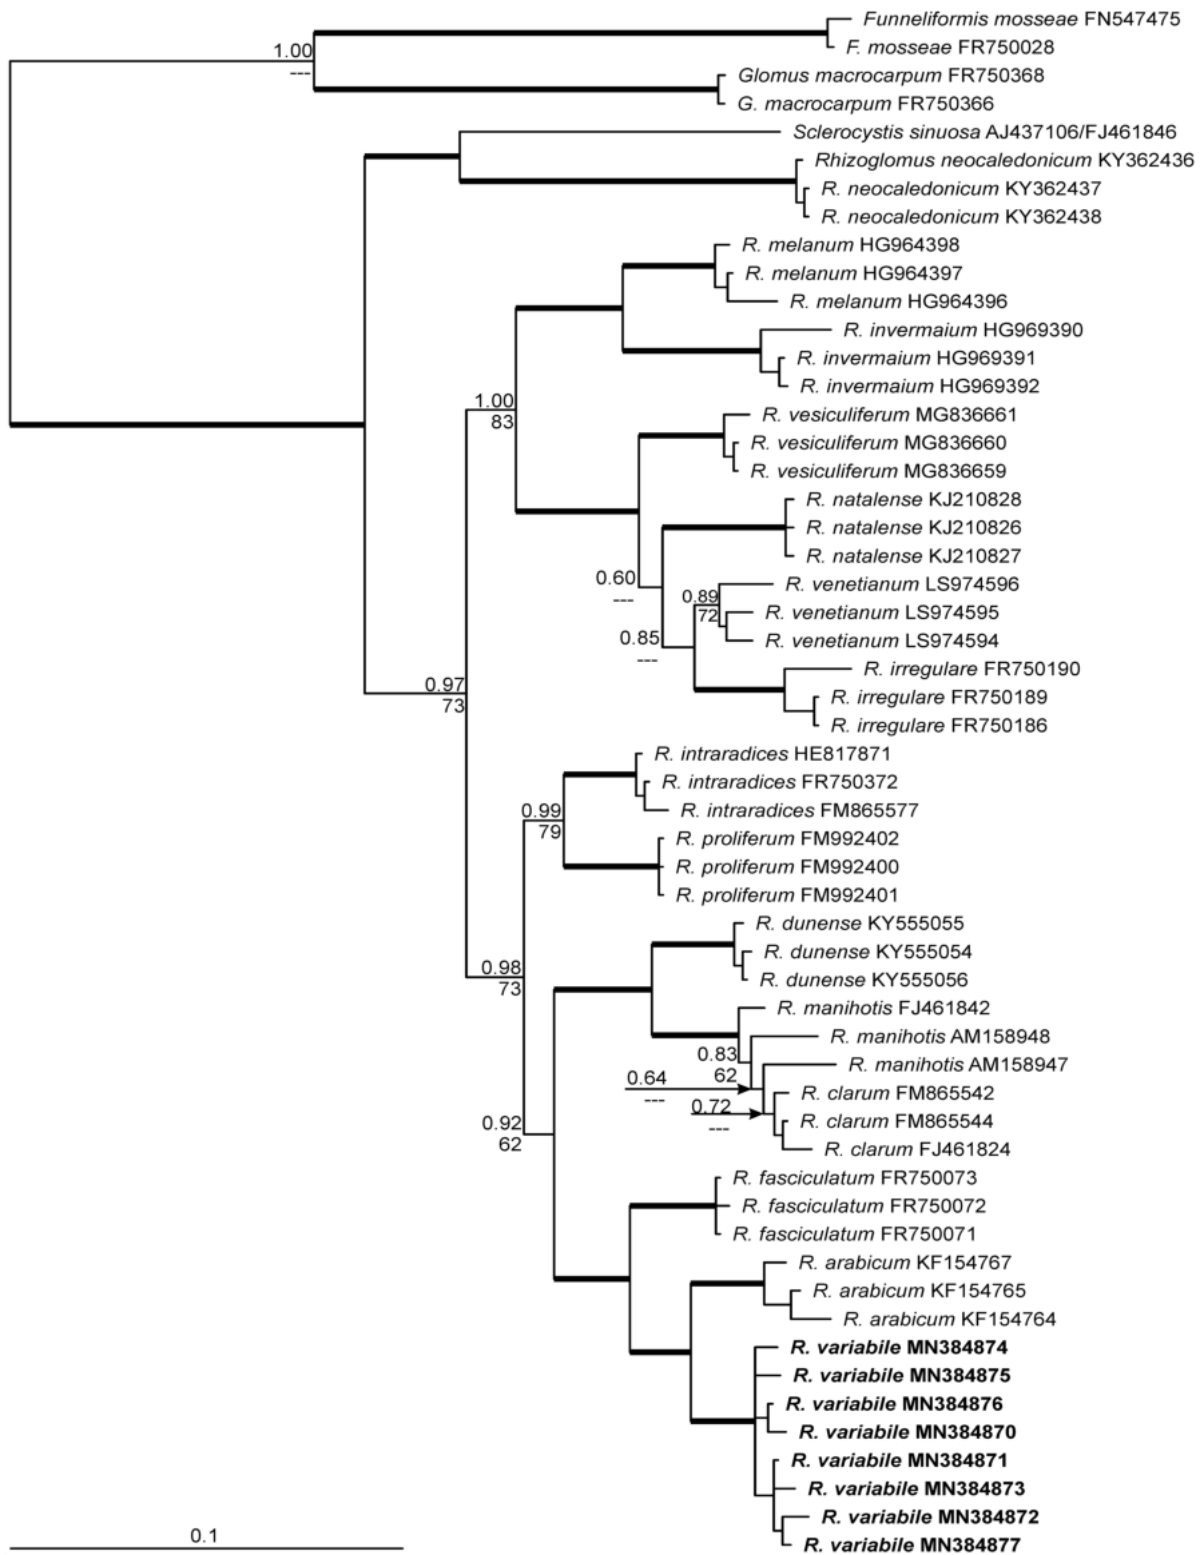 Funneliformis mosseae FN547475
F. mosseae FR750028
1.00
---
Glomus macrocarpum FR750368
G. macrocarpum FR750366
Sclerocystis sinuosa AJ437106/FJ461846
Rhizoglomus neocaledonicum KY362436
R. neocaledonicum KY362437
R. neocaledonicum KY362438
R. melanum HG964398
R. melanum HG964397
R. melanum HG964396
R. invermaium HG969390
R. invermaium HG969391
R. invermaium HG969392
1.00
83
R. vesiculiferum MG836661
R. vesiculiferum MG836660
R. vesiculiferum MG836659
R. natalense KJ210828
R. natalense KJ210826
R. natalense KJ210827
0.60
---
R. venetianum LS974596
0.89
72
R. venetianum LS974595
R. venetianum LS974594
0.85
---
R. irregulare FR750190
0.97
73
R. irregulare FR750189
R. irregulare FR750186
R. intraradices HE817871
R. intraradices FR750372
R. intraradices FM865577
0.99
79
R. proliferum FM992402
R. proliferum FM992400
R. proliferum FM992401
R. dunense KY555055
R. dunense KY555054
0.98
73
R. dunense KY555056
R. manihotis FJ461842
R. manihotis AM158948
0.83
62
R. manihotis AM158947
0.64
---
R. clarum FM865542
0.72
---
R. clarum FM865544
0.92
62
R. clarum FJ461824
R. fasciculatum FR750073
R. fasciculatum FR750072
R. fasciculatum FR750071
R. arabicum KF154767
R. arabicum KF154765
R. arabicum KF154764
R. variabile MN384874
R. variabile MN384875
R. variabile MN384876
R. variabile MN384870
R. variabile MN384871
R. variabile MN384873
R. variabile MN384872
R. variabile MN384877
0.1